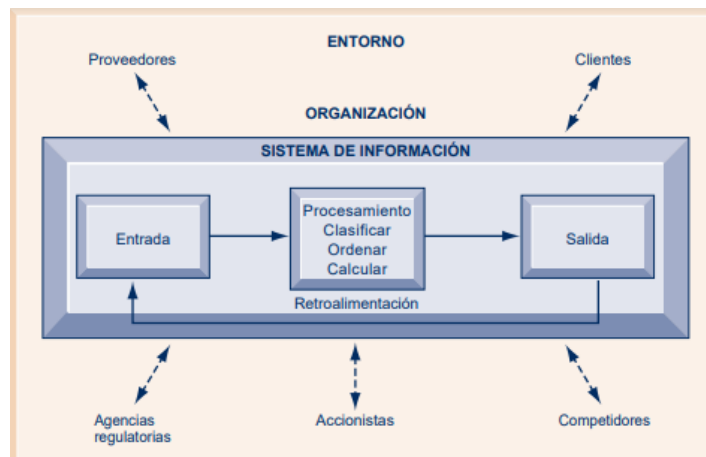 ENTORNO
Proveedores
Clientes
ORGANIZACIÓN
SISTEMA DE INFORMACIÓN
Entrada
Procesamiento
Clasificar
Ordenar
Calcular
Salida
Retroalimentación
Agencias
regulatorias
Accionistas
Competidores